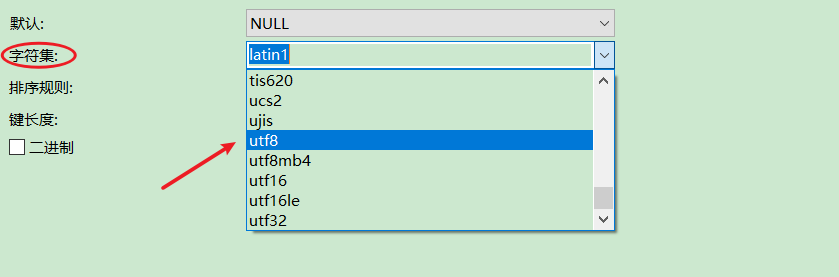 默认:
NULL
字符集:
latin1
排序规则:
键长度:
二进制
tis620
ucs2
ujis
utf8
utf8mb4
utf16
utf16le
utf32